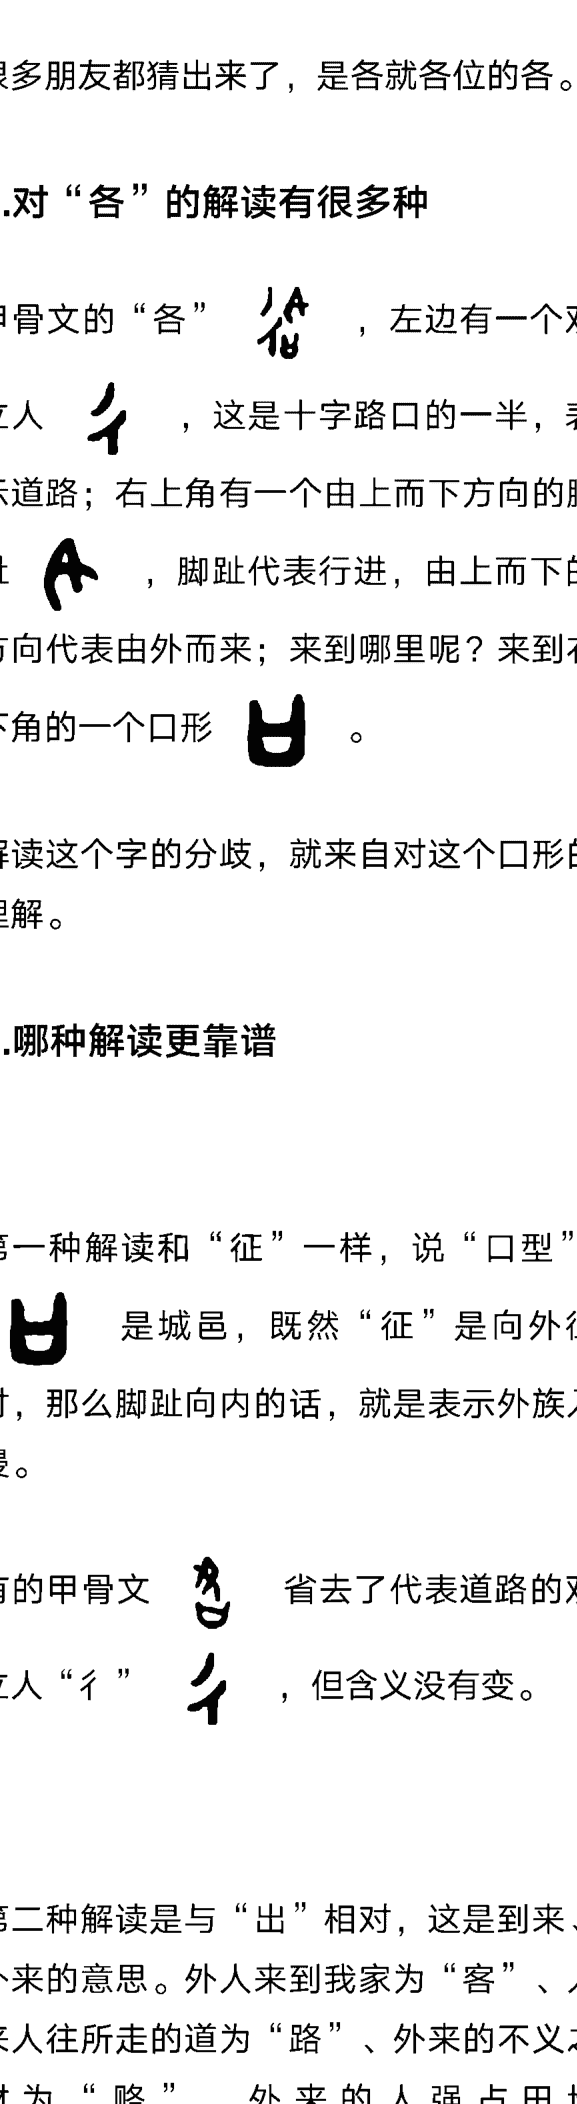 很多朋友都猜出来了，是各就各位的各。
.对“各”的解读有很多种
甲骨文的“各”，左边有一个双
立人，这是十字路口的一半，表
示道路；右上角有一个由上而下方向的脚
趾，脚趾代表行进，由上而下的
方向代表由外而来；来到哪里呢？来到右
下角的一个口形。
解读这个字的分歧，就来自对这个口形的
理解。
.哪种解读更靠谱
第一种解读和“征”一样，说“口型”
是城邑，既然“征”是向外征
讨，那么脚趾向内的话，就是表示外族入
侵。
有的甲骨文省去了代表道路的双
立人“彳”，但含义没有变。
第二种解读是与“出”相对，这是到来、
外来的意思。外人来到我家为“客”、人
来人往所走的道为“路”、外来的不义之
财为“赂”、外来的人强占田地